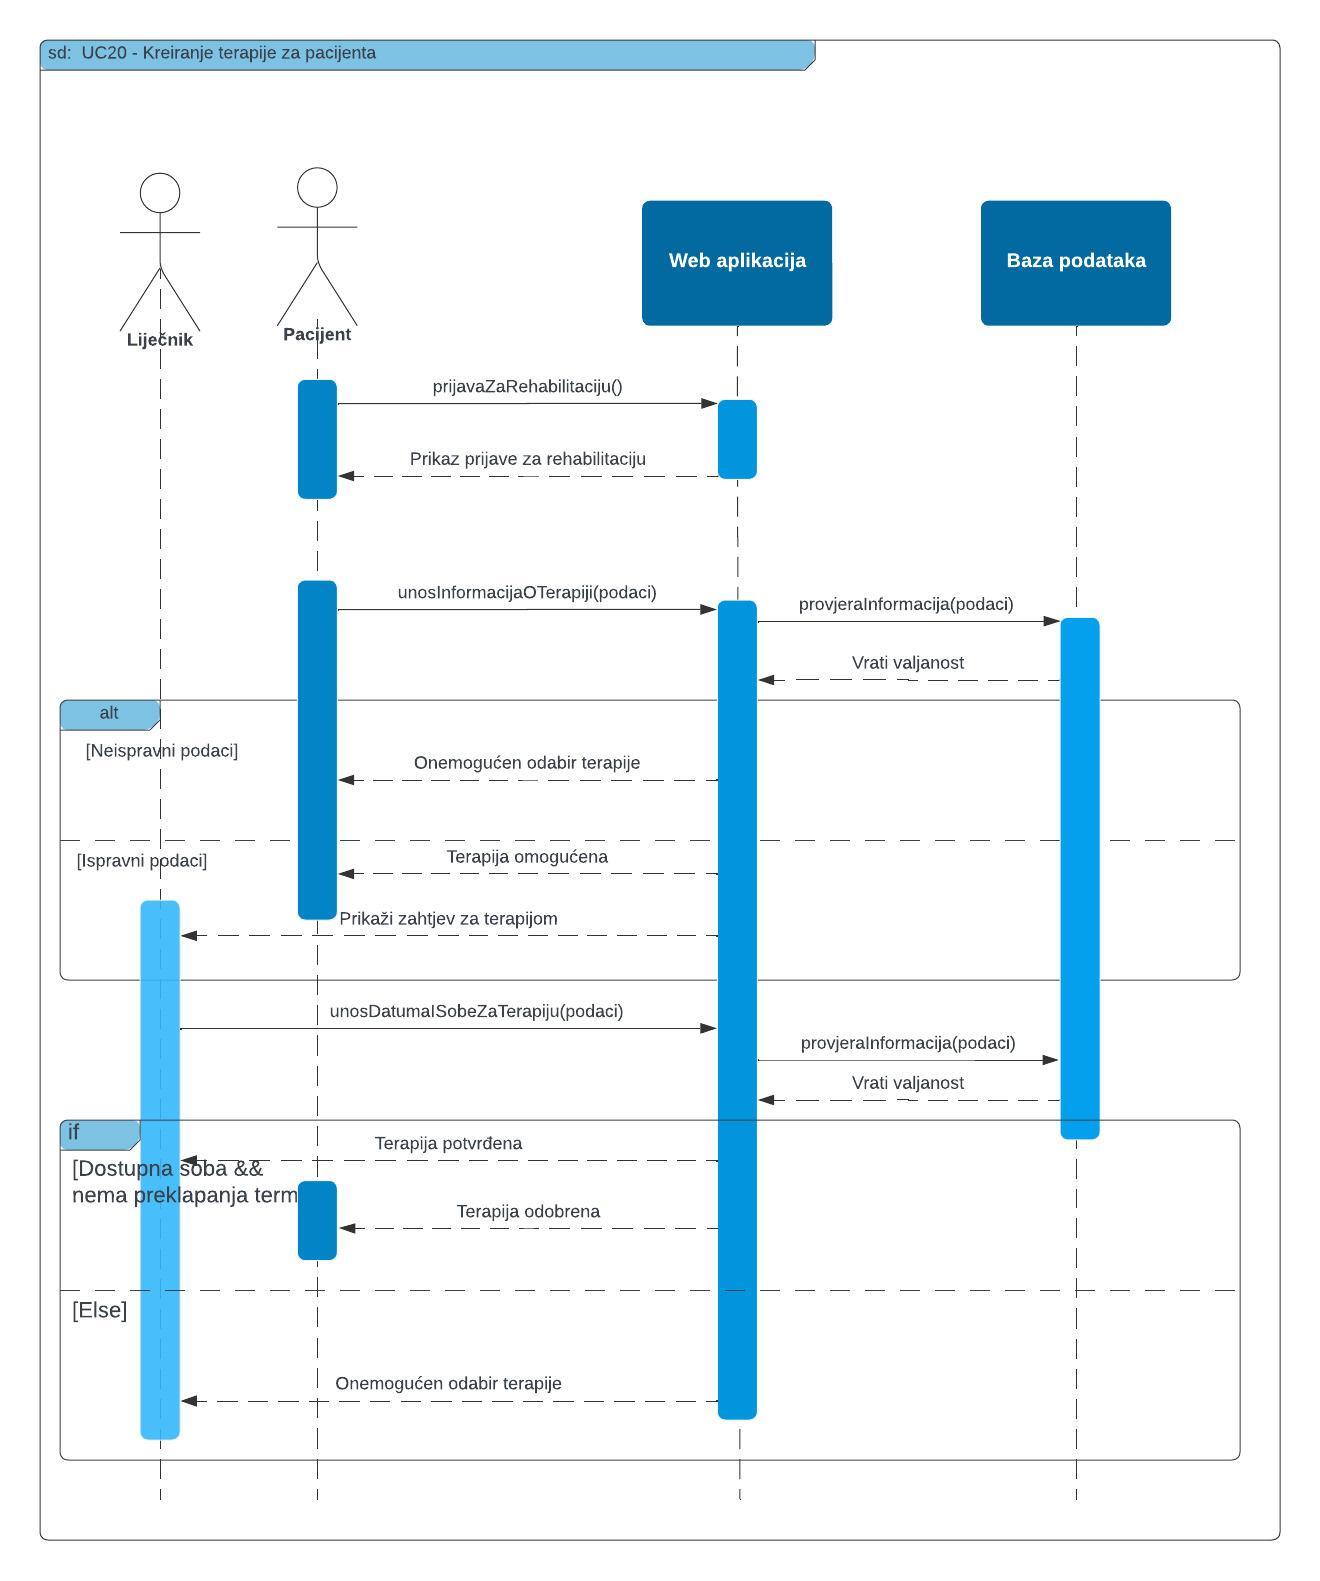 sd:  UC20 - Kreiranje terapije za pacijenta
Liječnik
Pacijent
Web aplikacija
Baza podataka
prijavaZaRehabilitaciju()
Prikaz prijave za rehabilitaciju
unosInformacijaOTerapiji(podaci)
provjeraInformacija(podaci)
Vrati valjanost
alt
[Neispravni podaci]
Onemogućen odabir terapije
[Ispravni podaci]
Terapija omogućena
Prikaži zahtjev za terapijom
unosDatumaISobeZaTerapiju(podaci)
provjeraInformacija(podaci)
Vrati valjanost
if
Terapija potvrđena
[Dostupna soba &&
nema preklapanja term
Terapija odobrena
[Else]
Onemogućen odabir terapije